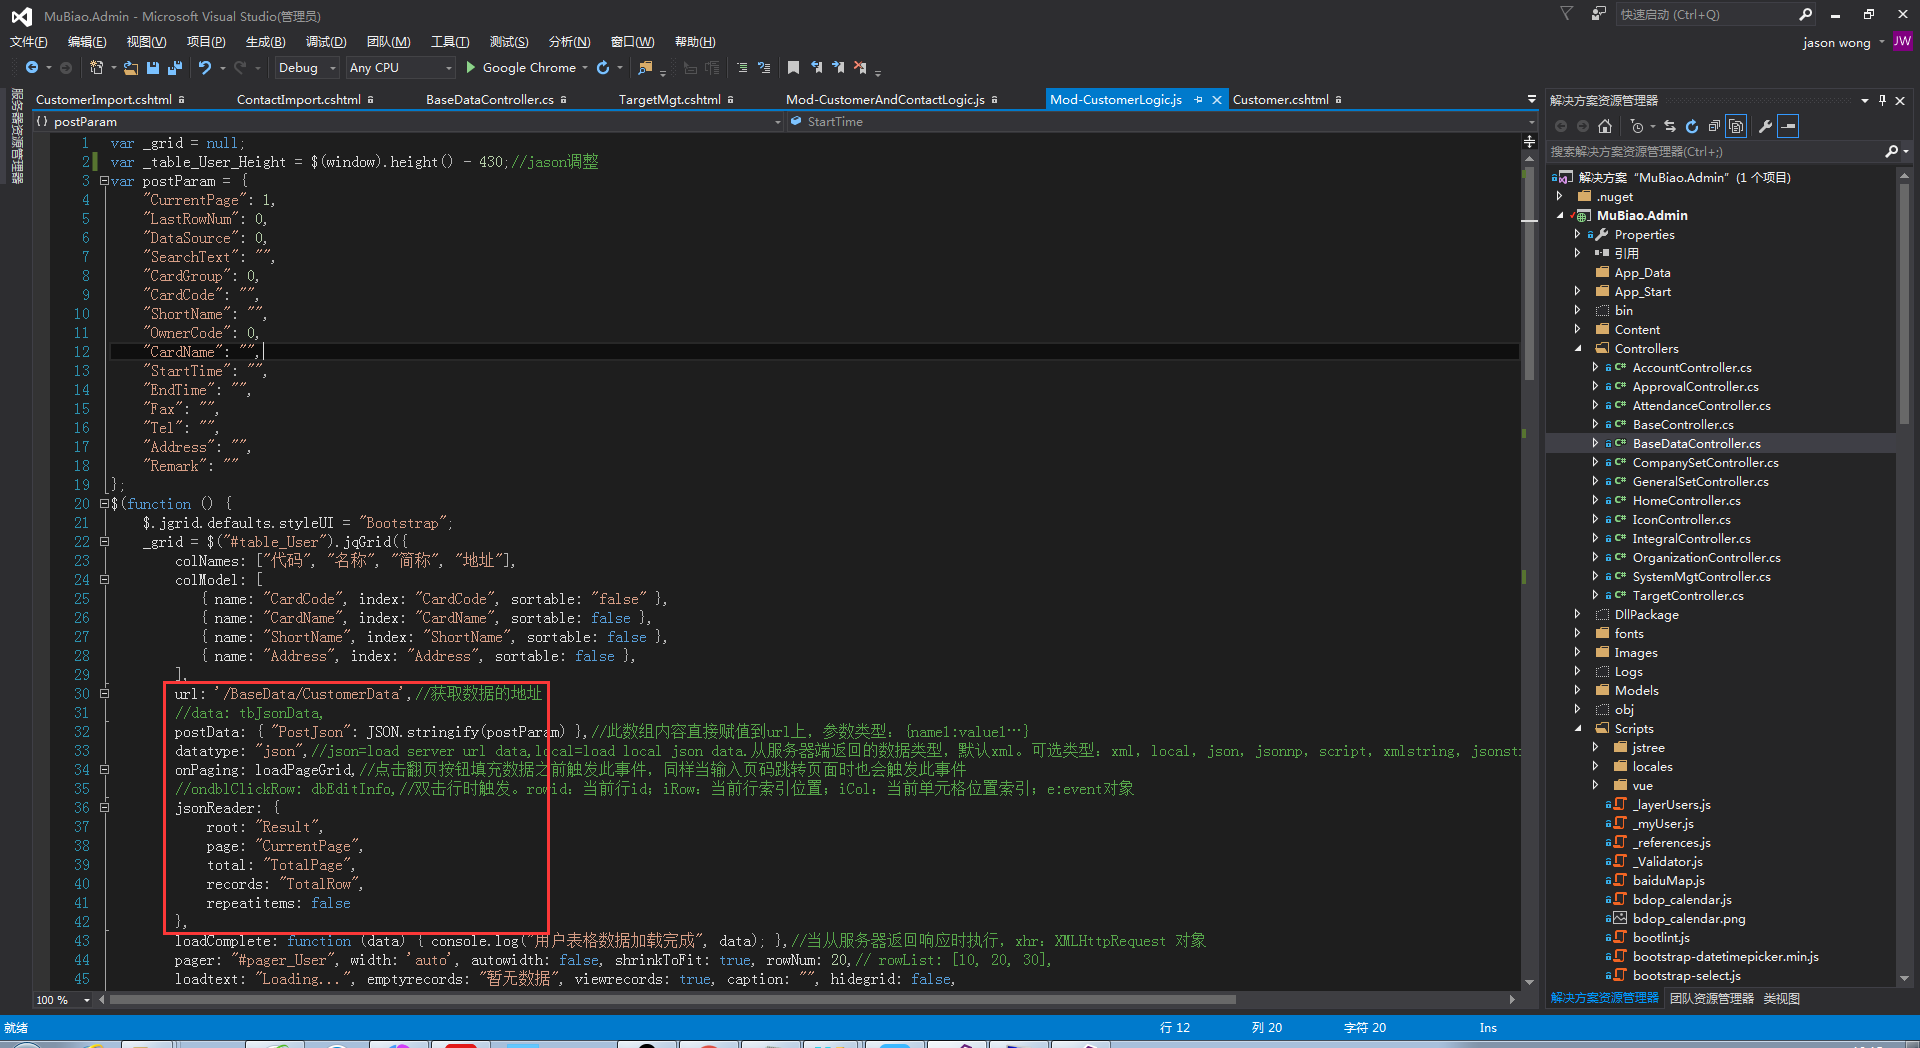 MuBiao.Admin - Microsoft Visual Studio(管理员)
快速启动 (Ctrl+Q)
文件(F) 编辑(E) 视图(V) 项目(P) 生成(B) 调试(D) 团队(M) 工具(T) 测试(S) 分析(N) 窗口(W) 帮助(H)
jason wong JW
Debug Any CPU Google Chrome
服务器资源管理器
CustomerImport.cshtml ContactImport.cshtml BaseDataController.cs TargetMgt.cshtml Mod-CustomerAndContactLogic.js Mod-CustomerLogic.js Customer.cshtml
{} postParam StartTime
1 var _grid = null;
2 var _table_User_Height = $(window).height() - 430;//jason调整
3 var postParam = {
4 "CurrentPage": 1,
5 "LastRowNum": 0,
6 "DataSource": 0,
7 "SearchText": "",
8 "CardGroup": 0,
9 "CardCode": "",
10 "ShortName": "",
11 "OwnerCode": 0,
12 "CardName": "",
13 "StartTime": "",
14 "EndTime": "",
15 "Fax": "",
16 "Tel": "",
17 "Address": "",
18 "Remark": ""
19 };
20 $(function () {
21 $.jgrid.defaults.styleUI = "Bootstrap";
22 _grid = $("#table_User").jqGrid({
23 colNames: ["代码", "名称", "简称", "地址"],
24 colModel: [
25 { name: "CardCode", index: "CardCode", sortable: "false" },
26 { name: "CardName", index: "CardName", sortable: false },
27 { name: "ShortName", index: "ShortName", sortable: false },
28 { name: "Address", index: "Address", sortable: false },
29 ],
30 url: '/BaseData/CustomerData',//获取数据的地址
31 //data: tbJsonData,
32 postData: { "PostJson": JSON.stringify(postParam) },//此数组内容直接赋值到url上, 参数类型: {name1:value1…}
33 datatype: "json",//json=load server url data,local=load local json data.从服务器端返回的数据类型, 默认xml。可选类型: xml, local, json, jsonnp, script, xmlstring, jsonst
34 onPaging: loadPageGrid,//点击翻页按钮填充数据之前触发此事件, 同样当输入页码跳转页面时也会触发此事件
35 //ondblClickRow: dbEditInfo,//双击行时触发。rowid: 当前行id; iRow: 当前行索引位置; iCol: 当前单元格位置索引; e:event对象
36 jsonReader: {
37 root: "Result",
38 page: "CurrentPage",
39 total: "TotalPage",
40 records: "TotalRow",
41 repeatitems: false
42 },
43 loadComplete: function (data) { console.log("用户表格数据加载完成", data); },//当从服务器返回响应时执行, xhr: XMLHttpRequest 对象
44 pager: "#pager_User", width: 'auto', autowidth: false, shrinkToFit: true, rowNum: 20,// rowList: [10, 20, 30],
45 loadtext: "Loading...", emptyrecords: "暂无数据", viewrecords: true, caption: "", hidegrid: false,
100 %
解决方案资源管理器
搜索解决方案资源管理器(Ctrl+;)
解决方案 "MuBiao.Admin" (1 个项目)
.nuget
MuBiao.Admin
Properties
引用
App_Data
App_Start
bin
Content
Controllers
AccountController.cs
ApprovalController.cs
AttendanceController.cs
BaseController.cs
BaseDataController.cs
CompanySetController.cs
GeneralSetController.cs
HomeController.cs
IconController.cs
IntegralController.cs
OrganizationController.cs
SystemMgtController.cs
TargetController.cs
DllPackage
fonts
Images
Logs
Models
obj
Scripts
jstree
locales
vue
_layerUsers.js
_myUser.js
_references.js
_Validator.js
baiduMap.js
bdop_calendar.js
bdop_calendar.png
bootlint.js
bootstrap-datetimepicker.min.js
bootstrap-select.js
解决方案资源管理器 团队资源管理器 类视图
就绪 行 12 列 20 字符 20 Ins